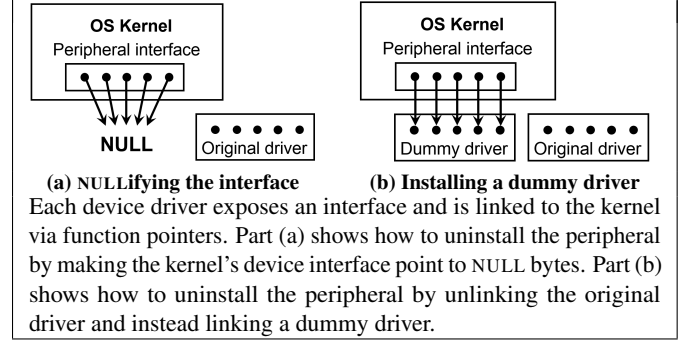 OS Kernel
Peripheral interface
NULL
Original driver
(a) NULLifying the interface
OS Kernel
Peripheral interface
Dummy driver
Original driver
(b) Installing a dummy driver
Each device driver exposes an interface and is linked to the kernel
via function pointers. Part (a) shows how to uninstall the peripheral
by making the kernel's device interface point to NULL bytes. Part (b)
shows how to uninstall the peripheral by unlinking the original
driver and instead linking a dummy driver.